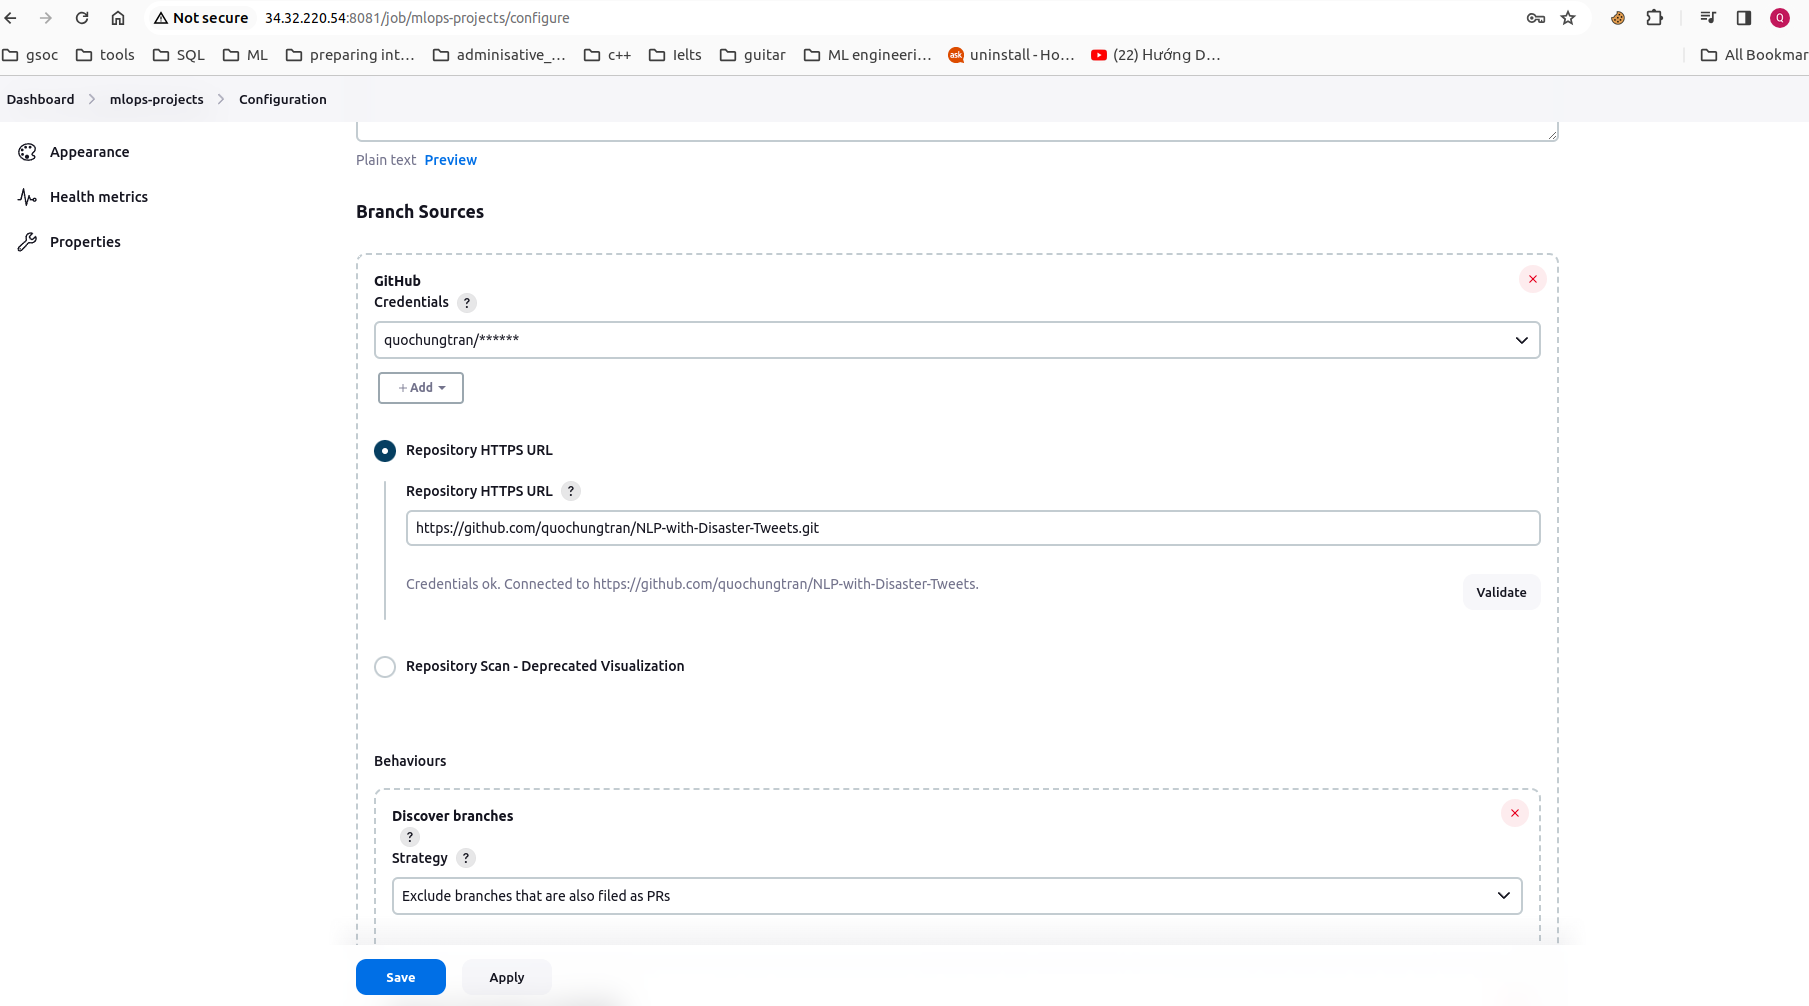 Not secure 34.32.220.54:8081/job/mlops-projects/configure Q
gsoc tools SQL ML preparing int... adminisative_... c++ Ielts guitar ML engineeri... ask uninstall - Ho... (22) Hướng D... All Bookmar
Dashboard mlops-projects Configuration
Appearance
Health metrics
Properties
Plain text Preview
Branch Sources
GitHub
Credentials ?
quochungtran/******
+ Add
Repository HTTPS URL
Repository HTTPS URL ?
https://github.com/quochungtran/NLP-with-Disaster-Tweets.git
Credentials ok. Connected to https://github.com/quochungtran/NLP-with-Disaster-Tweets.
Validate
Repository Scan - Deprecated Visualization
Behaviours
Discover branches
?
Strategy ?
Exclude branches that are also filed as PRs
Save Apply